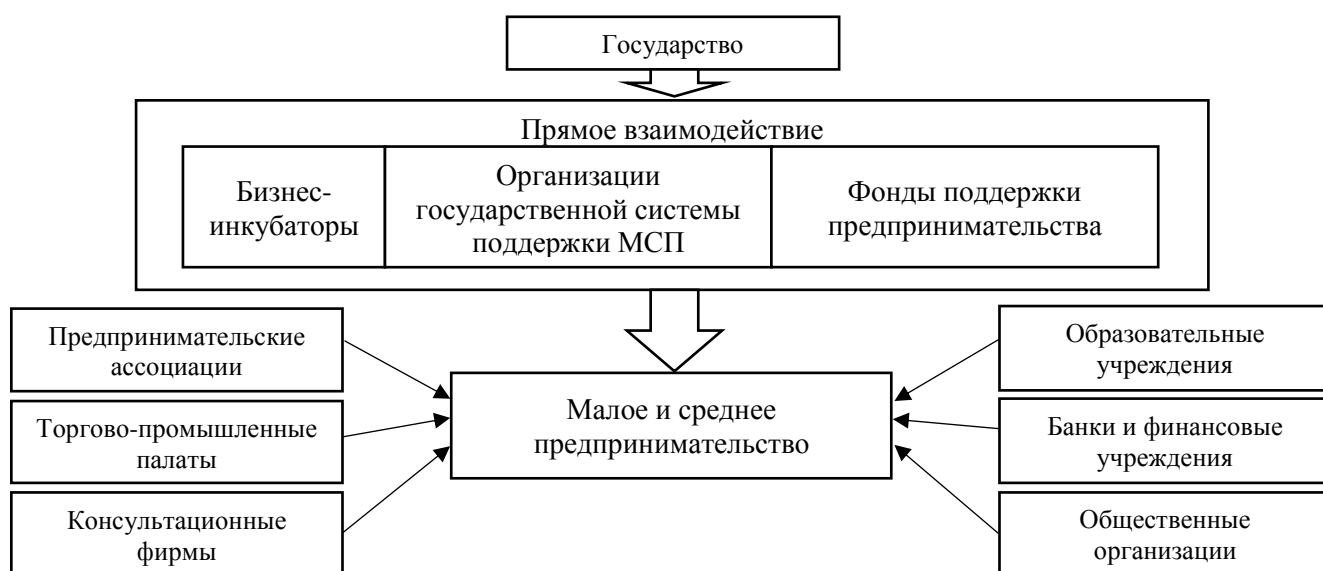 Государство
Прямое взаимодействие
Бизнес-
инкубаторы
Организации
государственной системы
поддержки МСП
Фонды поддержки
предпринимательства
Предпринимательские
ассоциации
Торгово-промышленные
палаты
Консультационные
фирмы
Малое и среднее
предпринимательство
Образовательные
учреждения
Банки и финансовые
учреждения
Общественные
организации